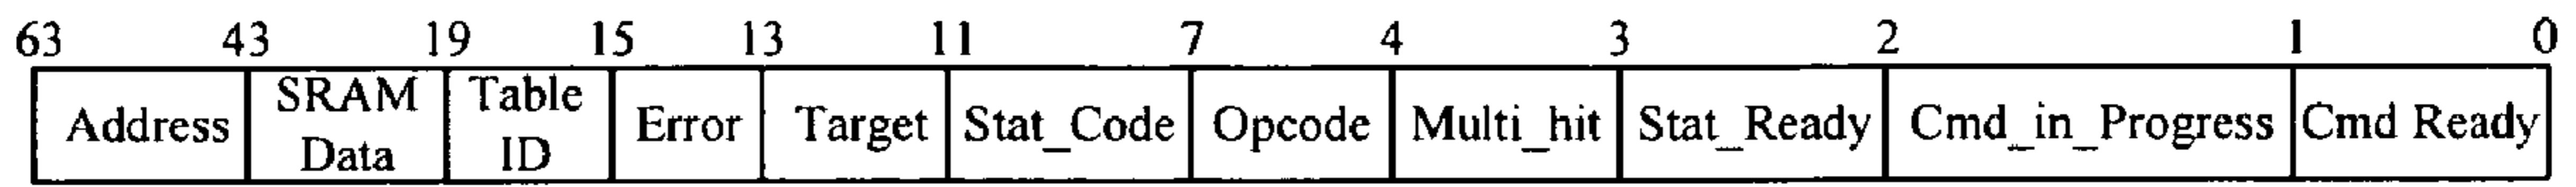 63 43 19 15 13 11 7 4 3 2 1 0
Address SRAM Data Table ID Error Target Stat_Code Opcode Multi_hit Stat_Ready Cmd_in_Progress Cmd Ready